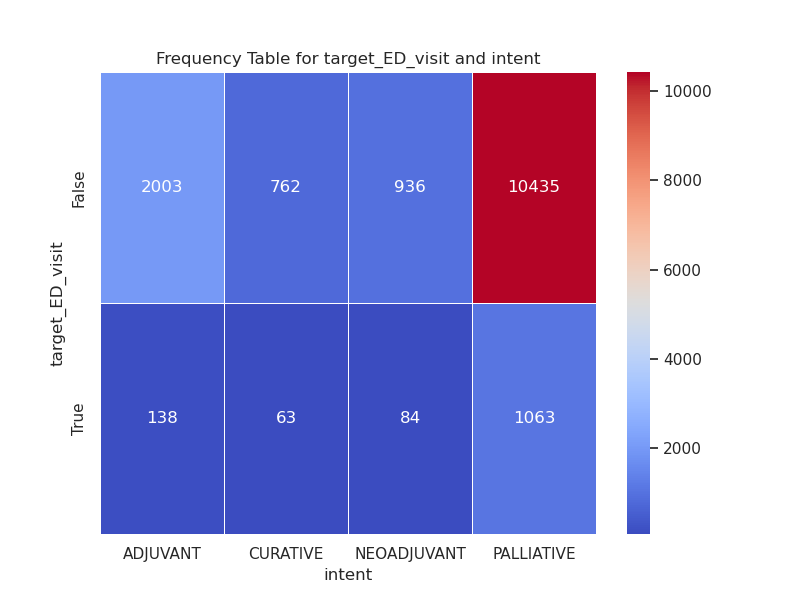 Frequency Table for target_ED_visit and intent
target_ED_visit
False
2003 762 936 10435
True
138 63 84 1063
ADJUVANT CURATIVE NEOADJUVANT PALLIATIVE
intent
10000
8000
6000
4000
2000